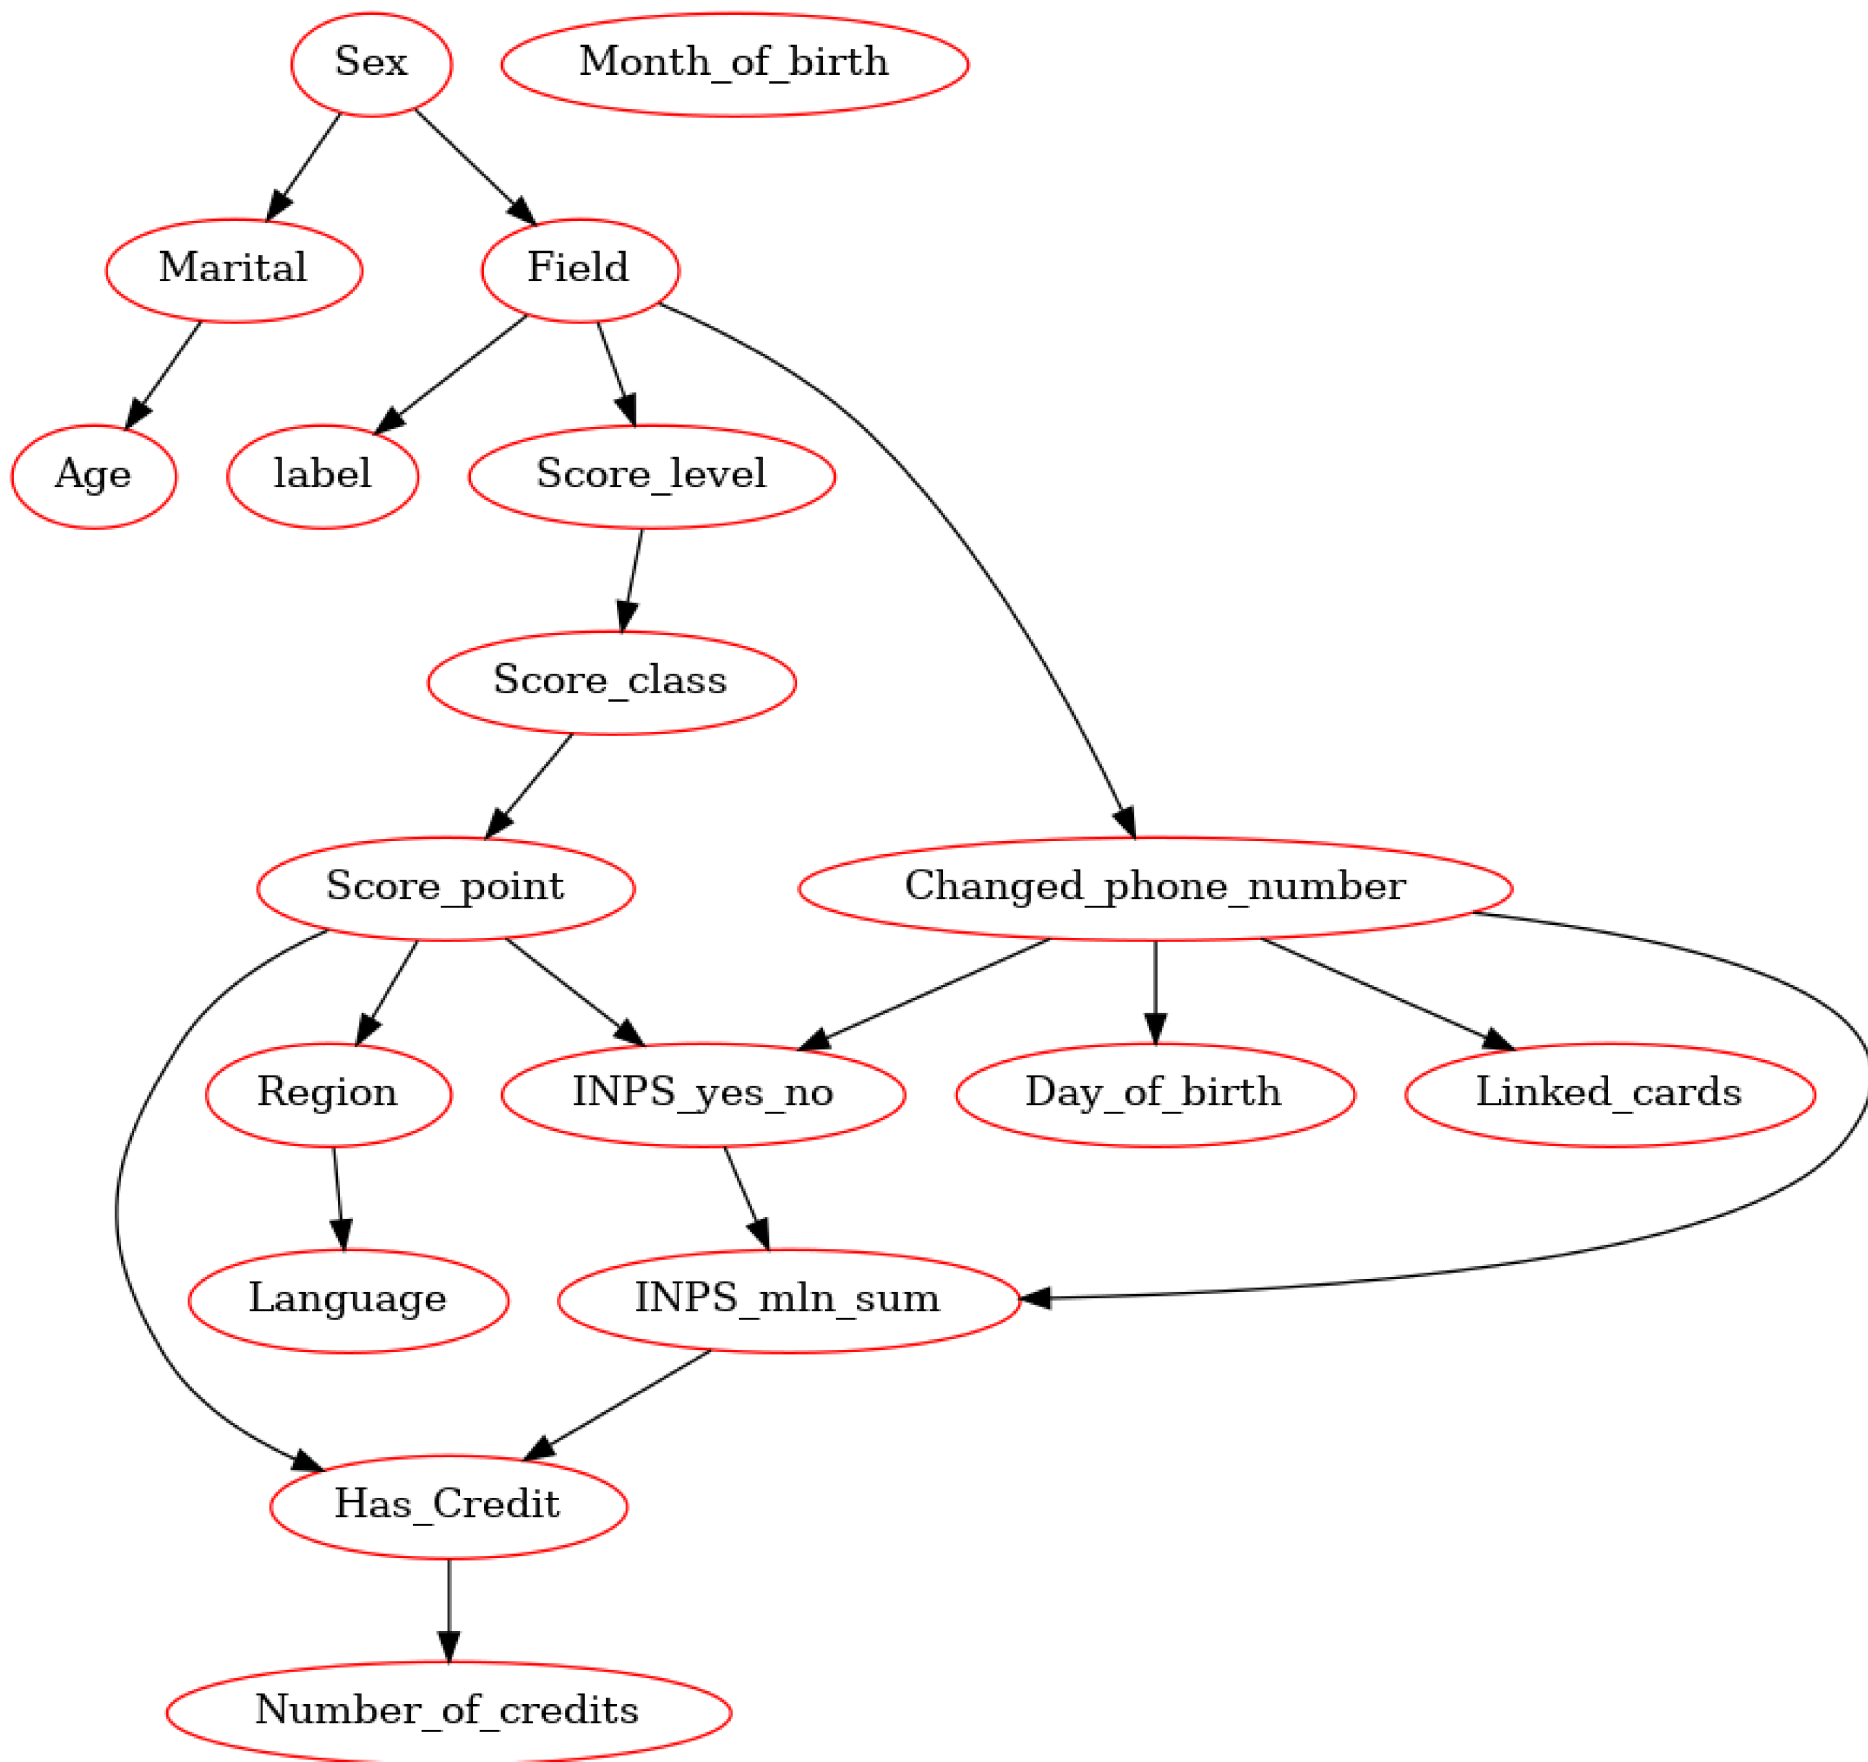 Sex
Month_of_birth
Marital
Field
Age
label
Score_level
Score_class
Score_point
Changed_phone_number
Region
INPS_yes_no
Day_of_birth
Linked_cards
Language
INPS_mln_sum
Has_Credit
Number_of_credits